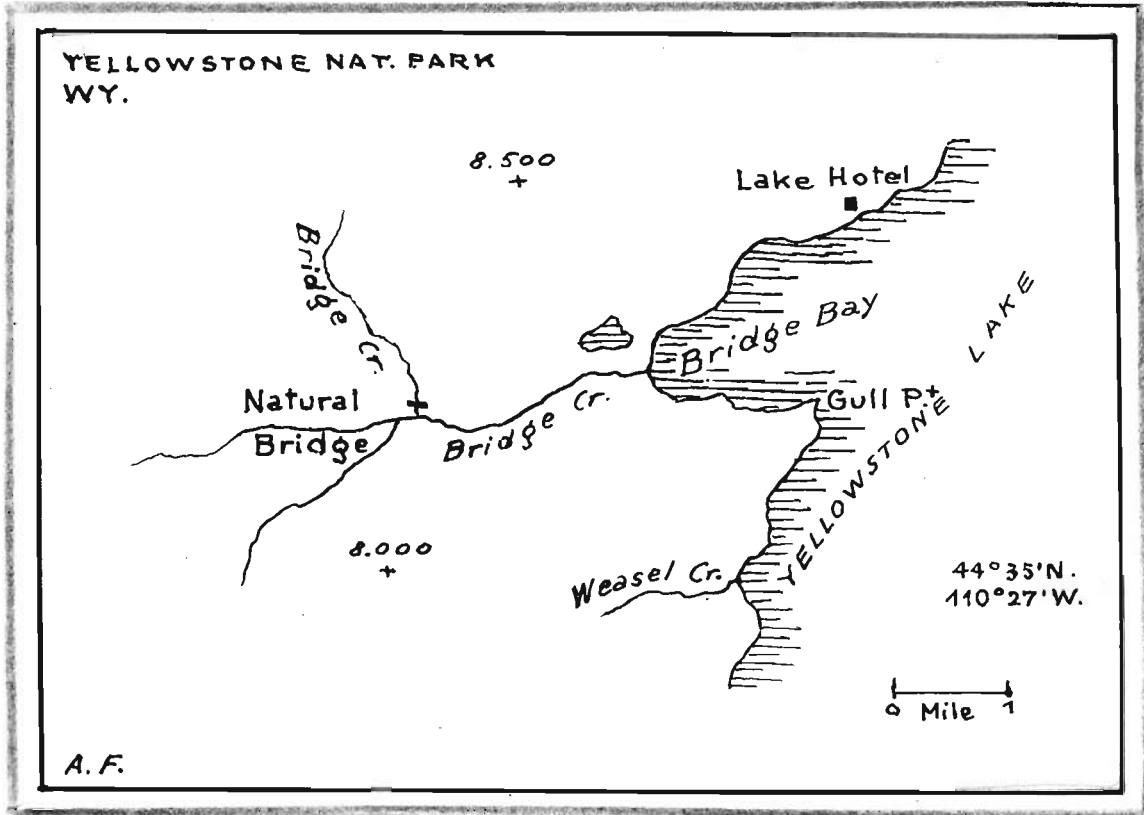 YELLOWSTONE NAT. PARK
WY.
8.500
Lake Hotel
Bridge
Cr.
Bridge Bay
LAKE
Natural
Bridge
Bridge Cr.
Gull Pt
YELLOWSTONE
8.000
Weasel Cr.
44°35'N.
110°27'W.
0 Mile 1
A.F.